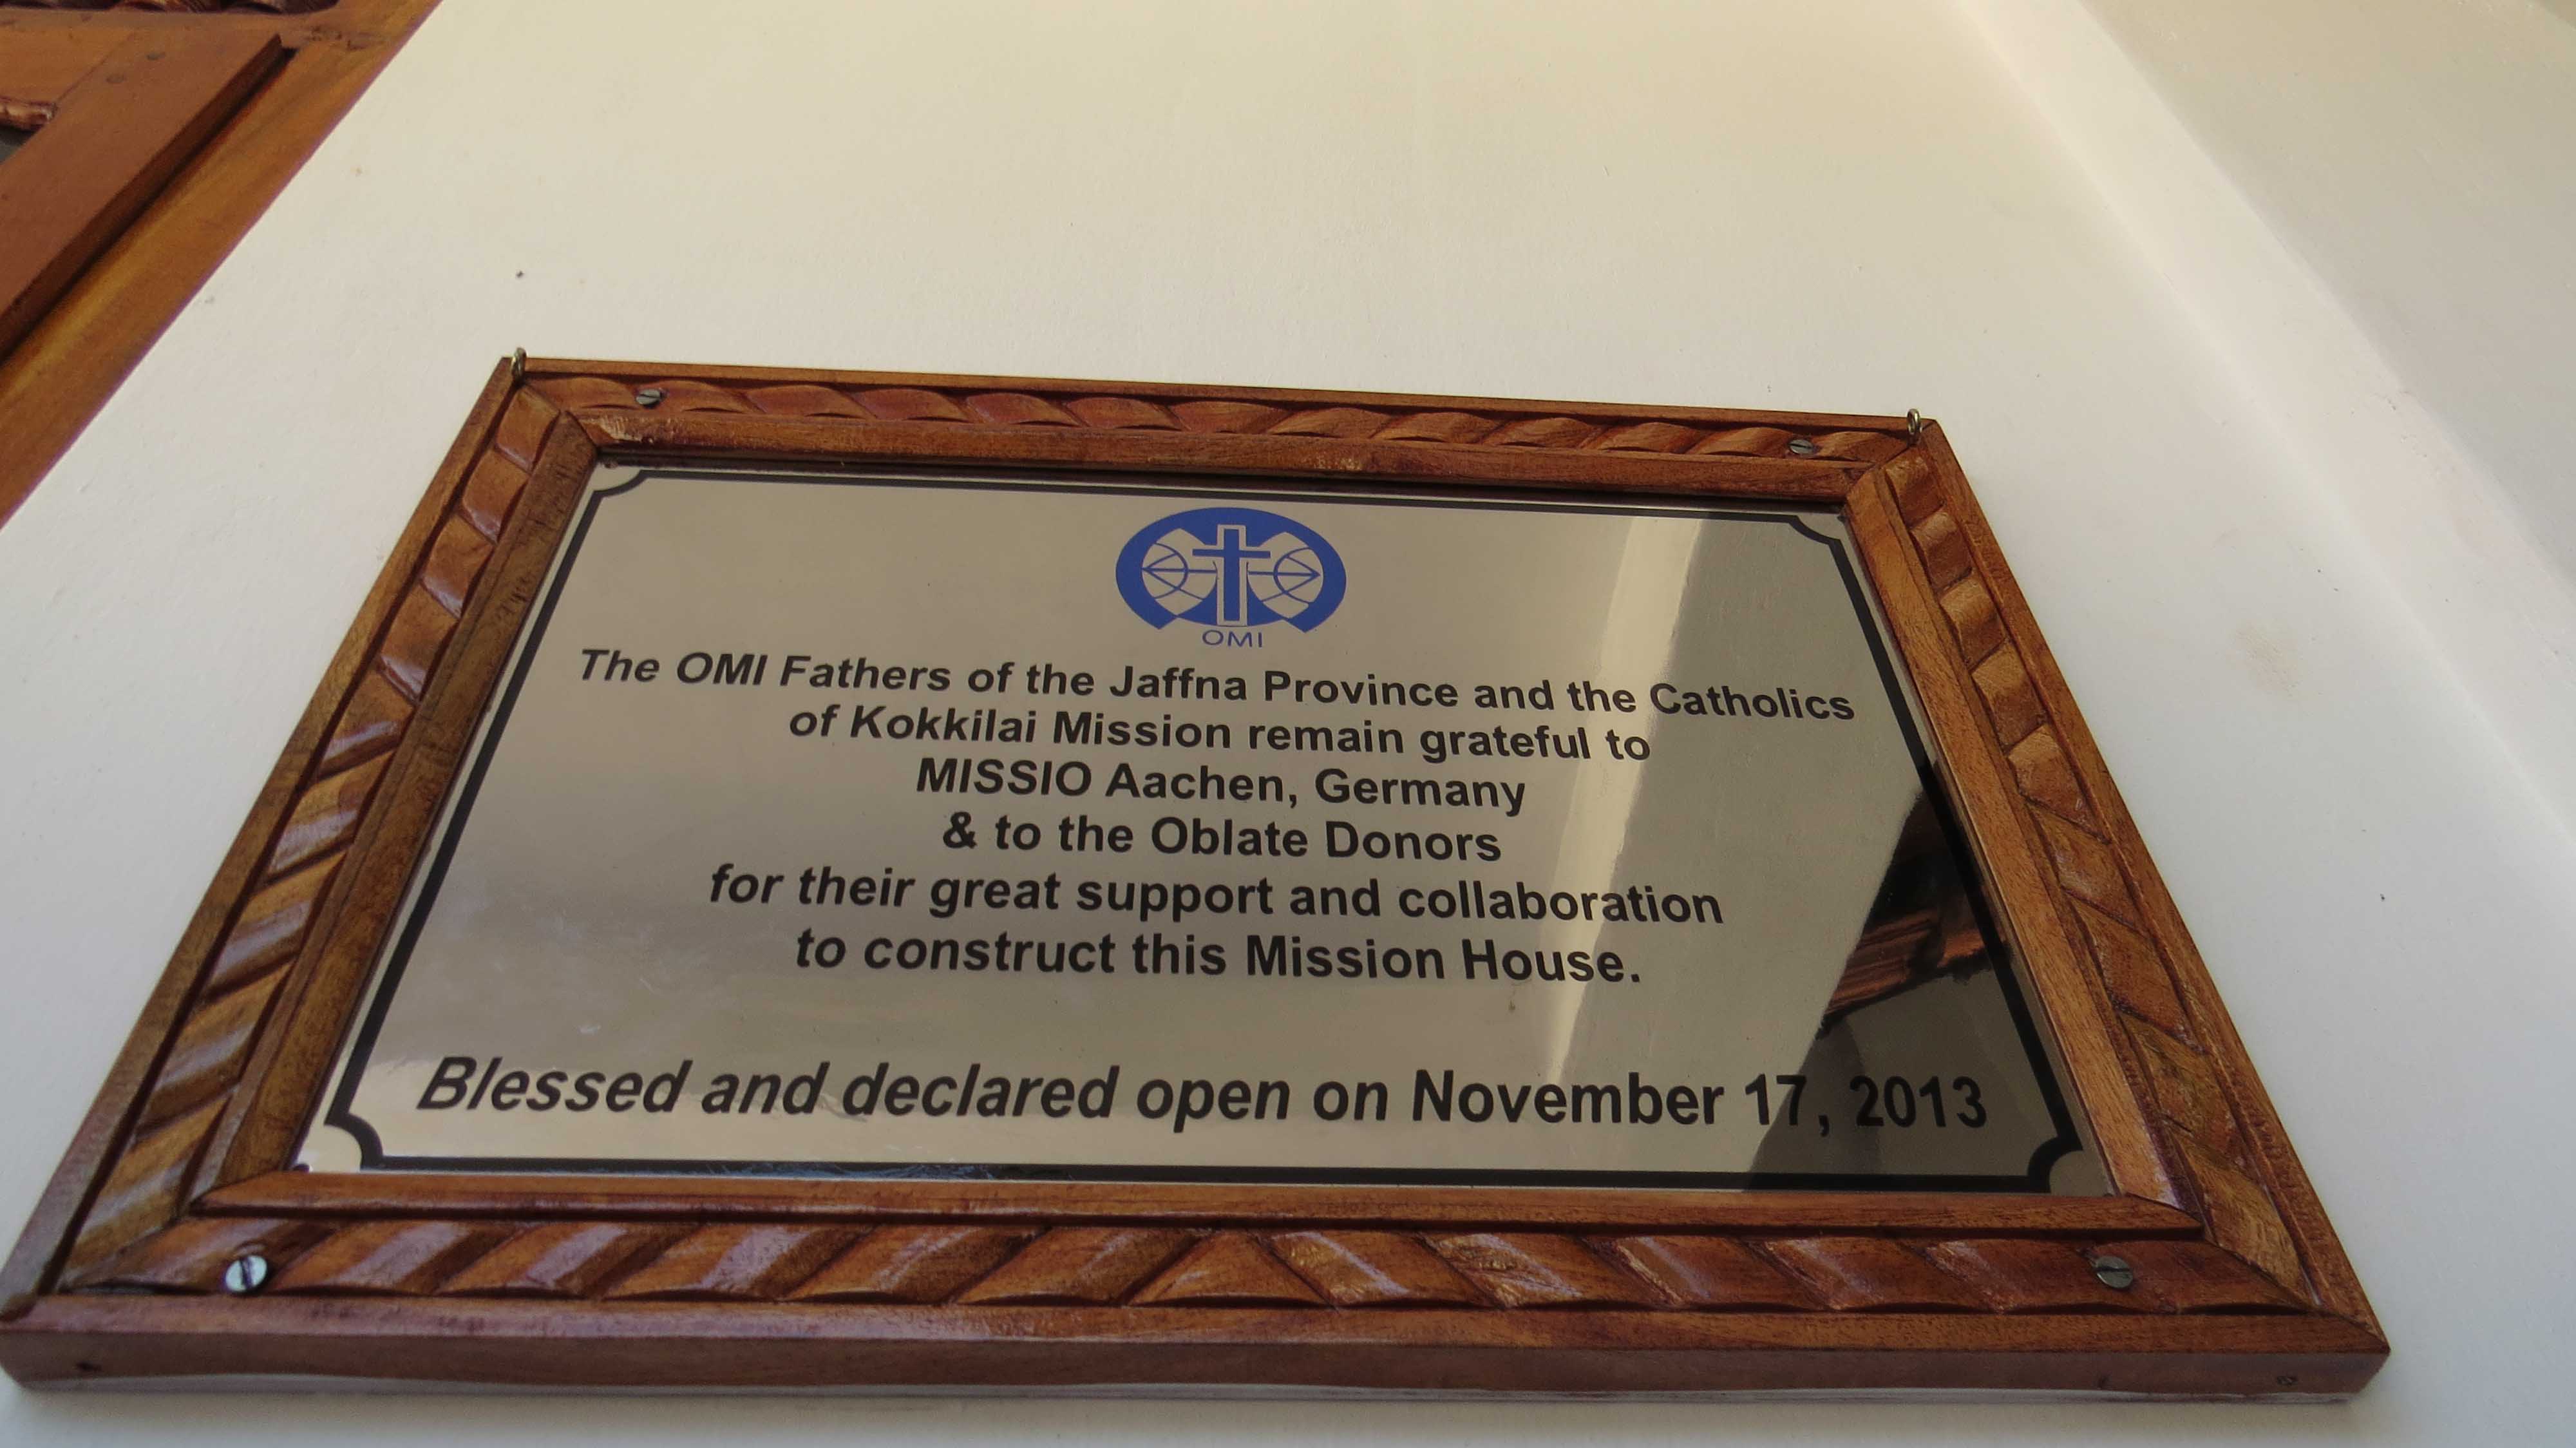 OMI
The OMI Fathers of the Jaffna Province and the Catholics
of Kokkilai Mission remain grateful to
MISSIO Aachen, Germany
& to the Oblate Donors
for their great support and collaboration
to construct this Mission House.
Blessed and declared open on November 17, 2013